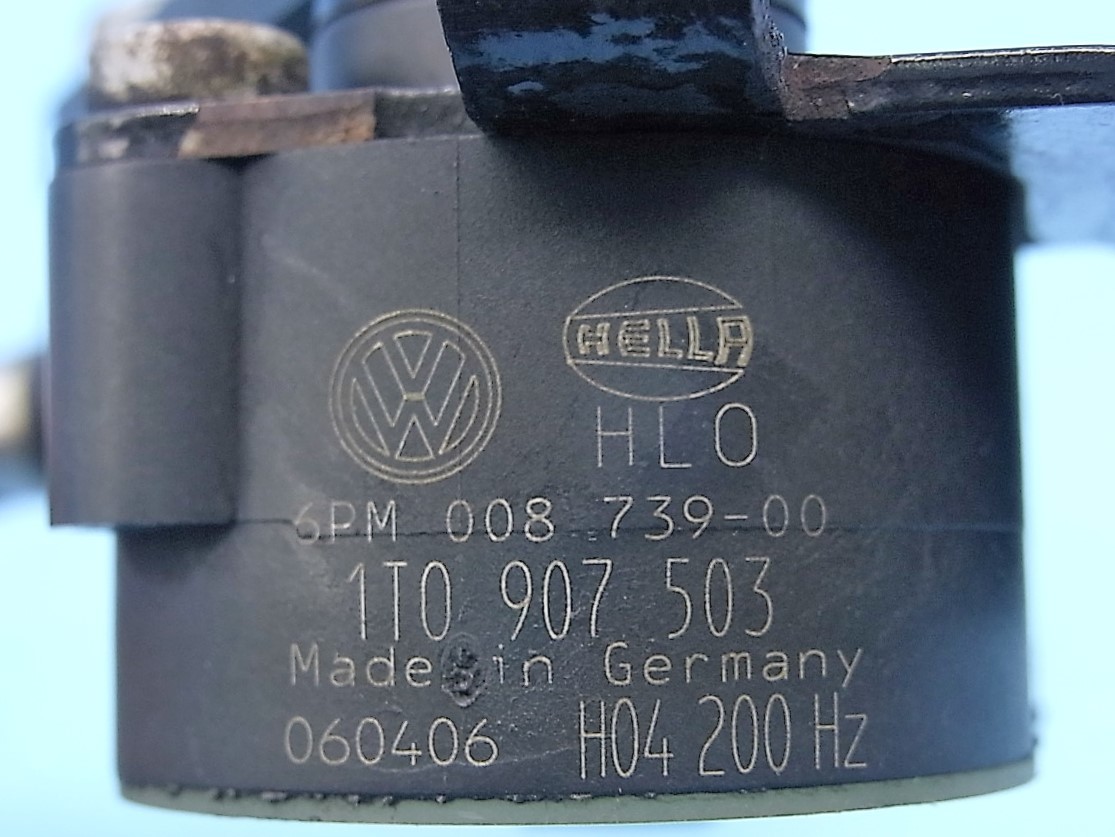 HELLA
HLO
6PM 008 739-00
1T0 907 503
Made in Germany
060406 H04 200 Hz